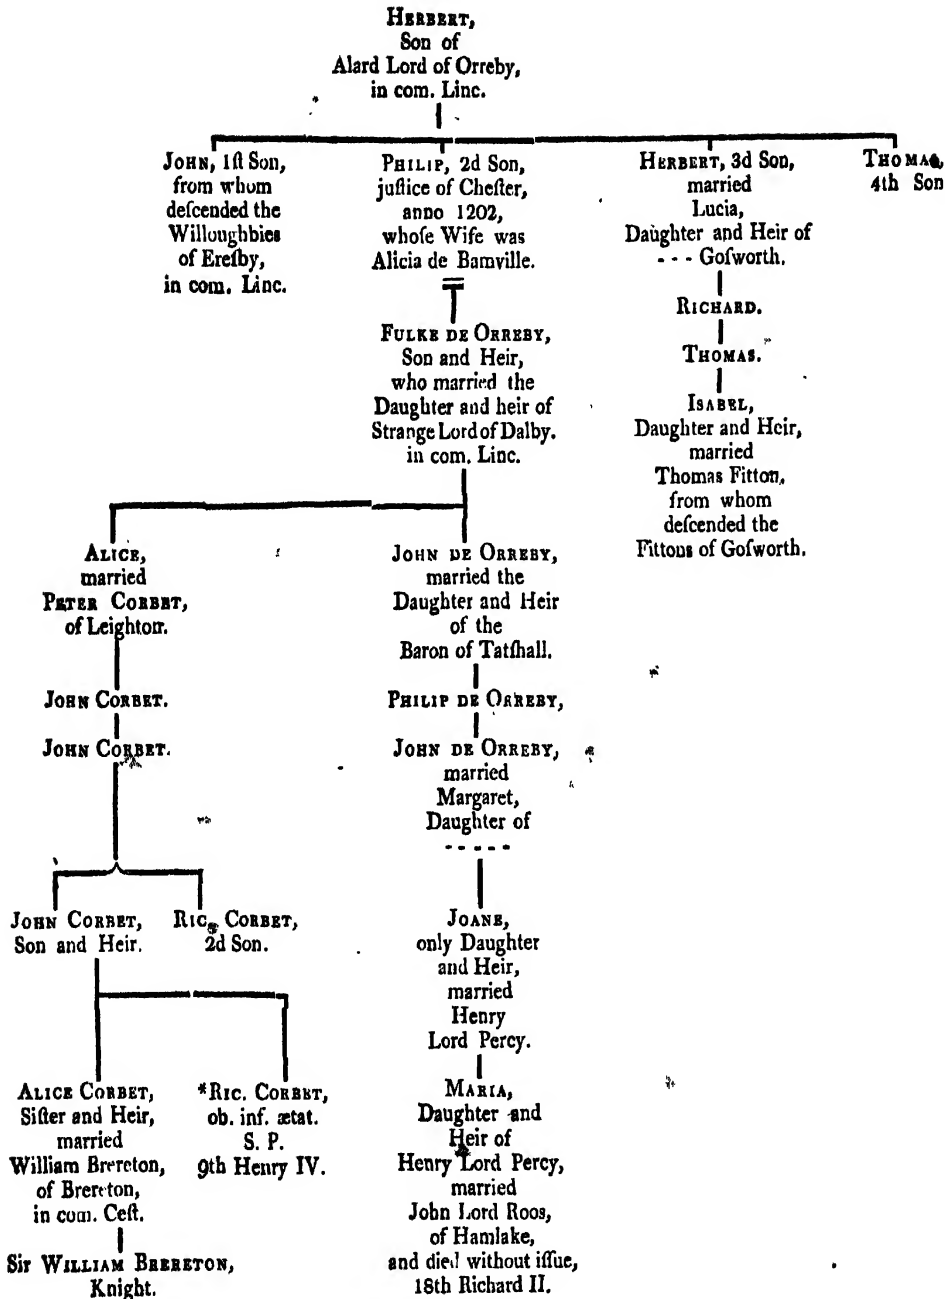 HERBERT,
Son of
Alard Lord of Orreby,
in com. Linc.
JOHN, 1ſt Son,
from whom
deſcended the
Willoughbies
of Ereſby,
in com. Linc.
PHILIP, 2d Son,
juſtice of Cheſter,
anno 1202,
whoſe Wife was
Alicia de Bamville.
HERBERT, 3d Son,
married
Lucia,
Daughter and Heir of
- - - Goſworth.
THOMAS,
4th Son
RICHARD.
THOMAS.
ISABEL,
Daughter and Heir,
married
Thomas Fitton,
from whom
deſcended the
Fittons of Goſworth.
FULKE DE ORREBY,
Son and Heir,
who married the
Daughter and heir of
Strange Lord of Dalby.
in com. Linc.
ALICE,
married
PETER CORBET,
of Leighton.
JOHN CORBET.
JOHN CORBET.
JOHN DE ORREBY,
married the
Daughter and Heir
of the
Baron of Tatſhall.
PHILIP DE ORREBY,
JOHN DE ORREBY,
married
Margaret,
Daughter of
- - - - -
JOHN CORBET,
Son and Heir.
RIC. CORBET,
2d Son.
JOANE,
only Daughter
and Heir,
married
Henry
Lord Percy.
ALICE CORBET,
Siſter and Heir,
married
William Brereton,
of Brereton,
in com. Ceſt.
Sir WILLIAM BRERETON,
Knight.
*RIC. CORBET,
ob. inf. ætat.
S. P.
9th Henry IV.
MARIA,
Daughter and
Heir of
Henry Lord Percy,
married
John Lord Roos,
of Hamlake,
and died without iſſue,
18th Richard II.